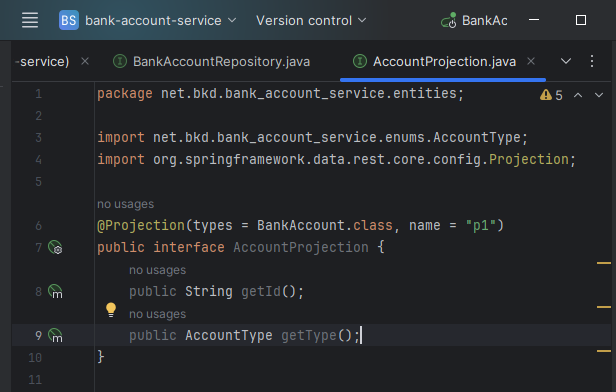 BS bank-account-service Version control BankAc
-service) BankAccountRepository.java AccountProjection.java
1 package net.bkd.bank_account_service.entities; 5
2
3 import net.bkd.bank_account_service.enums.AccountType;
4 import org.springframework.data.rest.core.config.Projection;
5
no usages
6 @Projection(types = BankAccount.class, name = "p1")
7 public interface AccountProjection {
no usages
8 public String getId();
no usages
9 public AccountType getType();
10 }
11